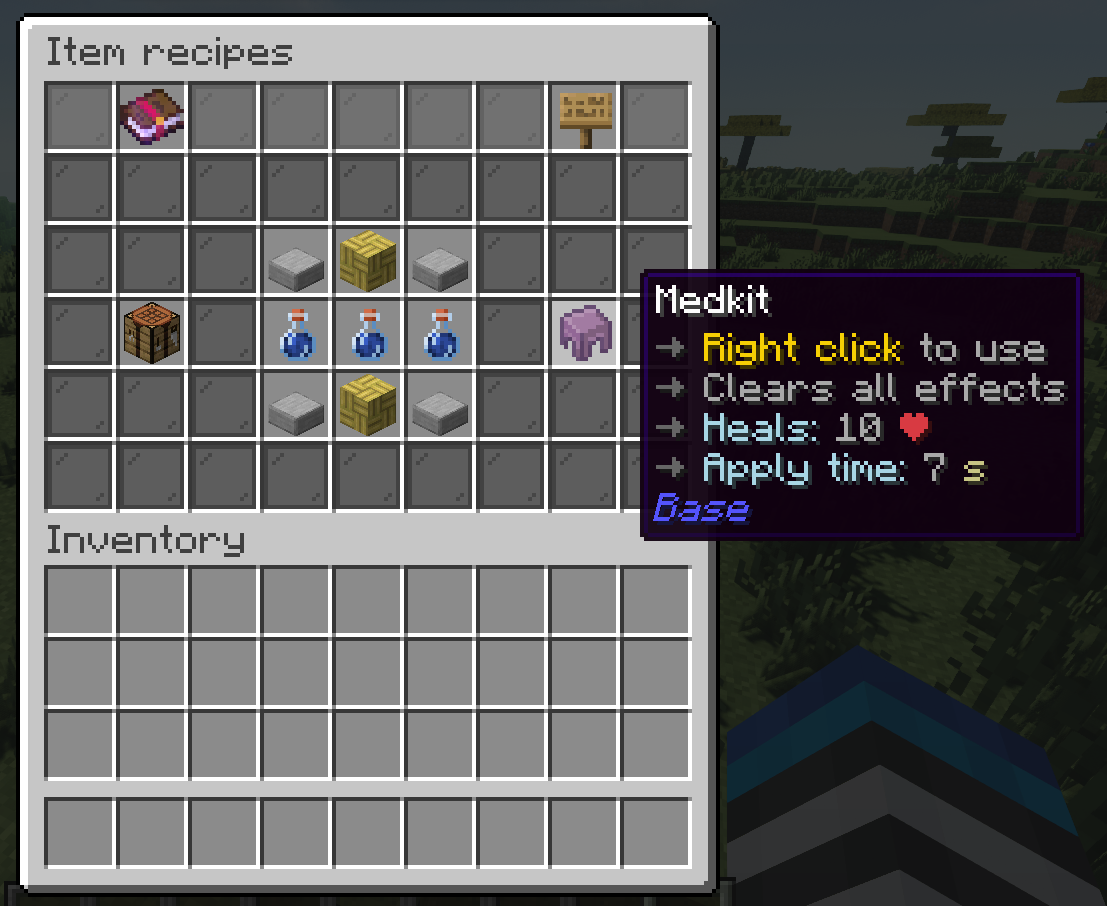 Item recipes
Medkit
→ Right click to use
→ Clears all effects
→ Heals: 10 ❤
→ Apply time: 7 s
Base
Inventory